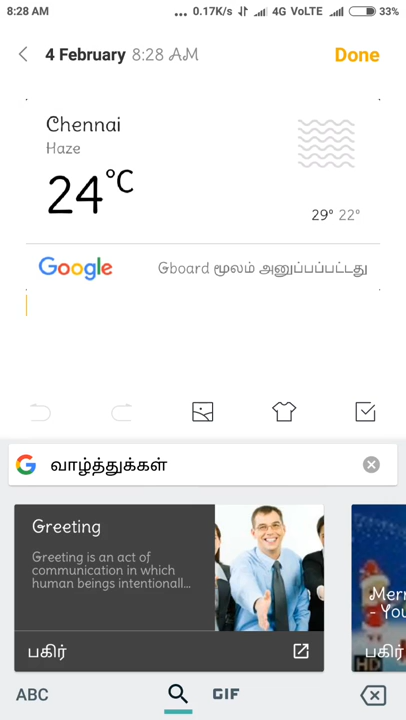 8:28 AM ... 0.17K/s 4G VoLTE 33%
4 February 8:28 AM Done
Chennai
Haze
24°C
29° 22°
Google Gboard மூலம் அனுப்பப்பட்டது
வாழ்த்துக்கள்
Greeting
Greeting is an act of
communication in which
human beings intentionall...
பகிர்
Merr
- You
பகிர்
HD
ABC GIF